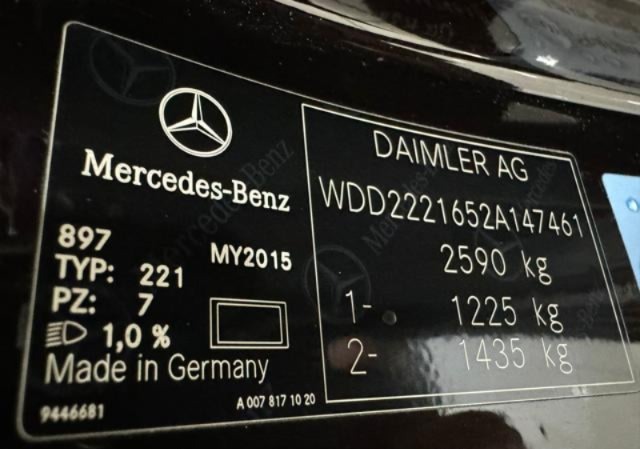 Mercedes-Benz
897
MY2015
TYP: 221
PZ: 7
1,0 %
Made in Germany
9446681
A 007 817 10 20
DAIMLER AG
WDD2221652A147461
2590 kg
1- 1225 kg
2- 1435 kg